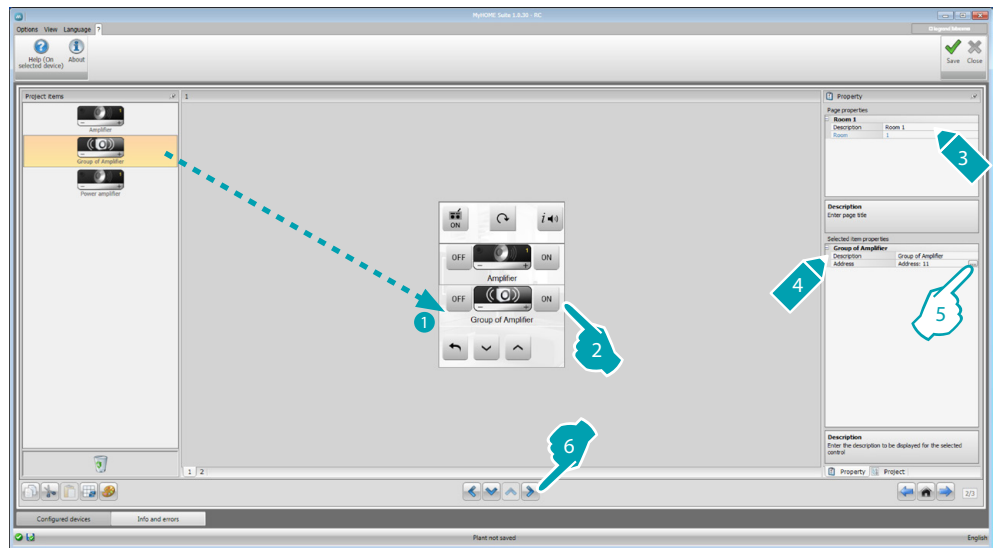 MyHOME Suite 1.0.20 - RC
Options View Language ?
Help (On selected device)
About
Save
Close
Project items
1
Property
Amplifier
Group of Amplifier
Power amplifier
Page properties
Room 1
Description Room 1
Room 1
3
Description
Enter page title
Selected item properties
Group of Amplifier
Description Group of Amplifier
Address Address: 11 ...
4
5
ON
i
OFF
1
ON
Amplifier
OFF
ON
Group of Amplifier
1
2
6
Description
Enter the description to be displayed for the selected
control
1 2
Property Project
2/3
Configured devices Info and errors
Plant not saved
English